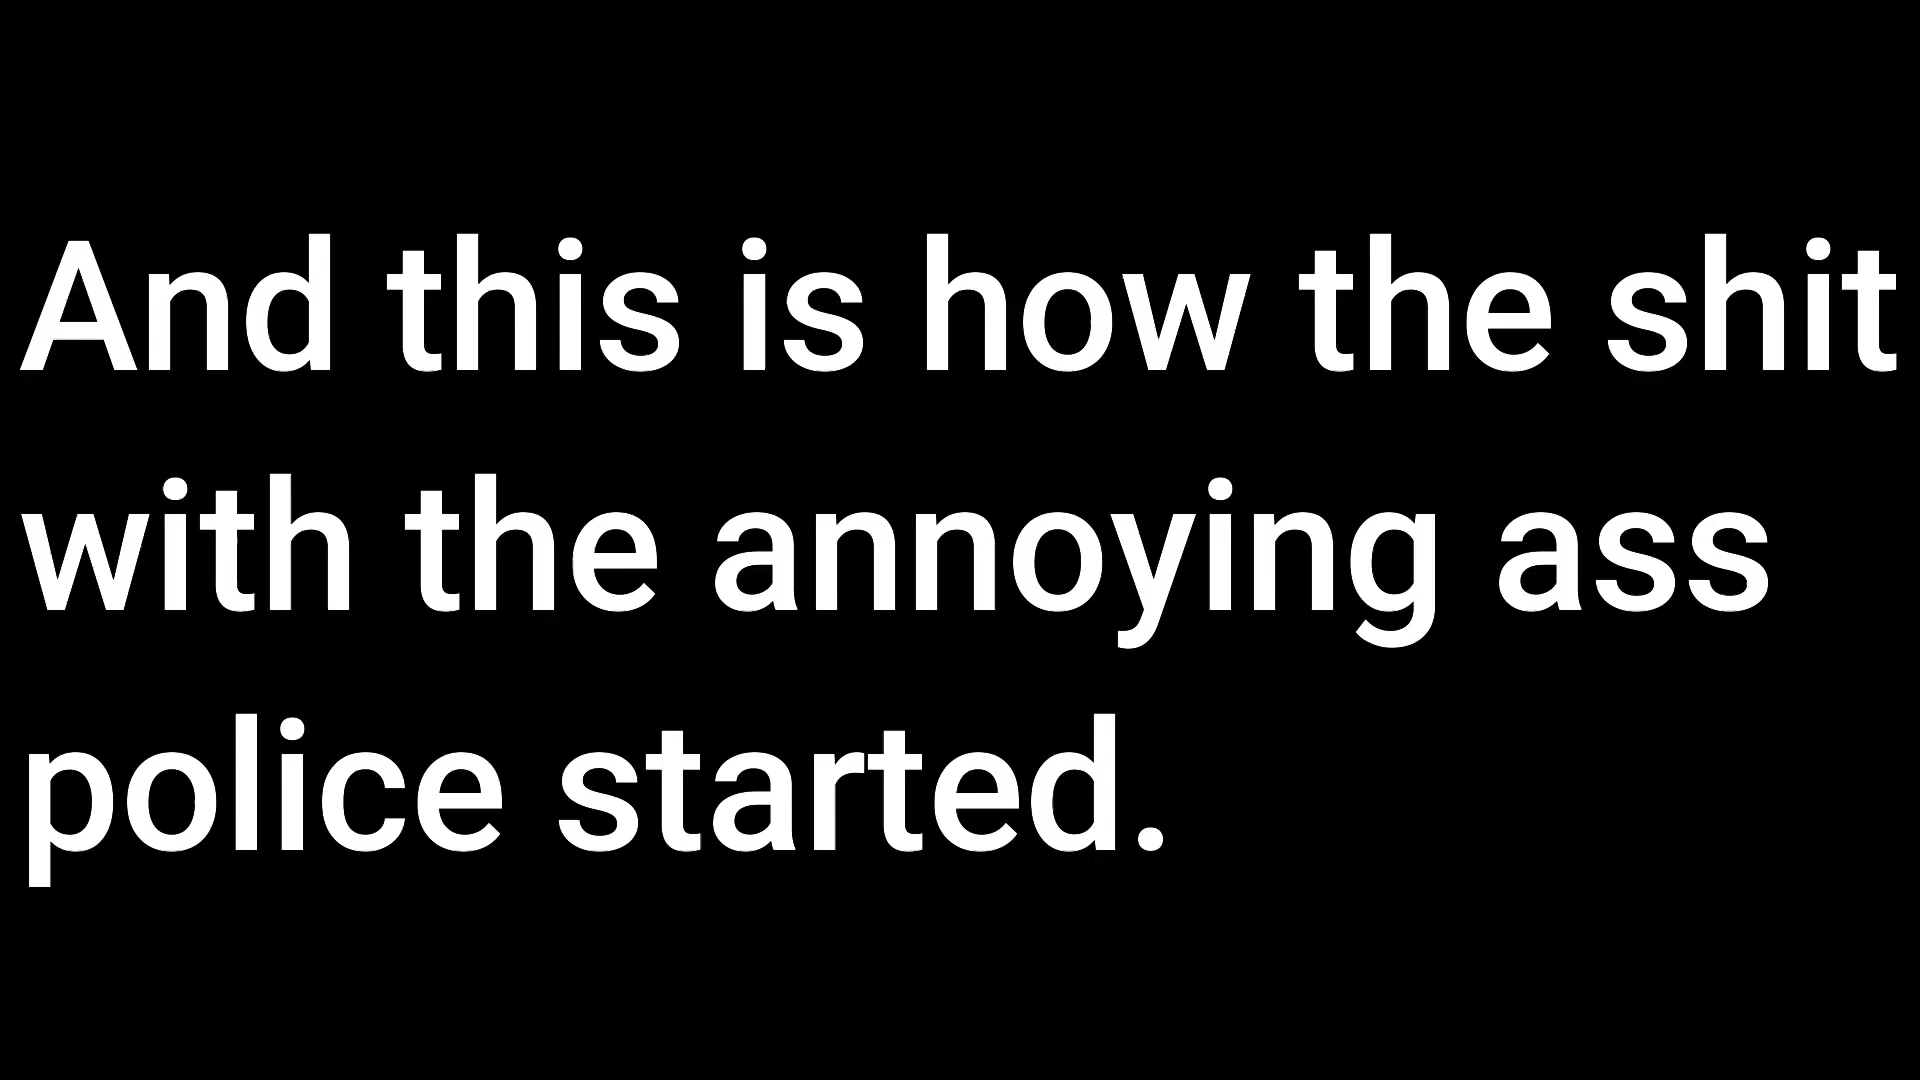 And this is how the shit
with the annoying ass
police started.